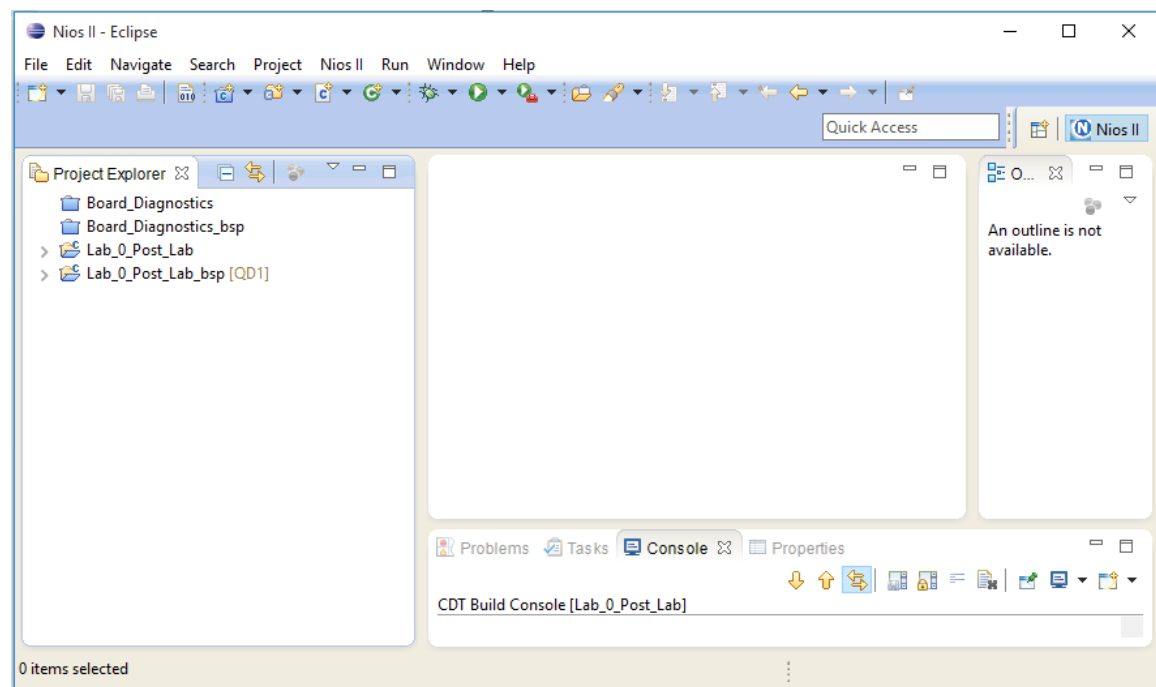 Nios II - Eclipse
File Edit Navigate Search Project Nios II Run Window Help
Quick Access
Nios II
Project Explorer
Board_Diagnostics
Board_Diagnostics_bsp
Lab_0_Post_Lab
Lab_0_Post_Lab_bsp [QD1]
O...
An outline is not
available.
Problems Tasks Console Properties
CDT Build Console [Lab_0_Post_Lab]
0 items selected